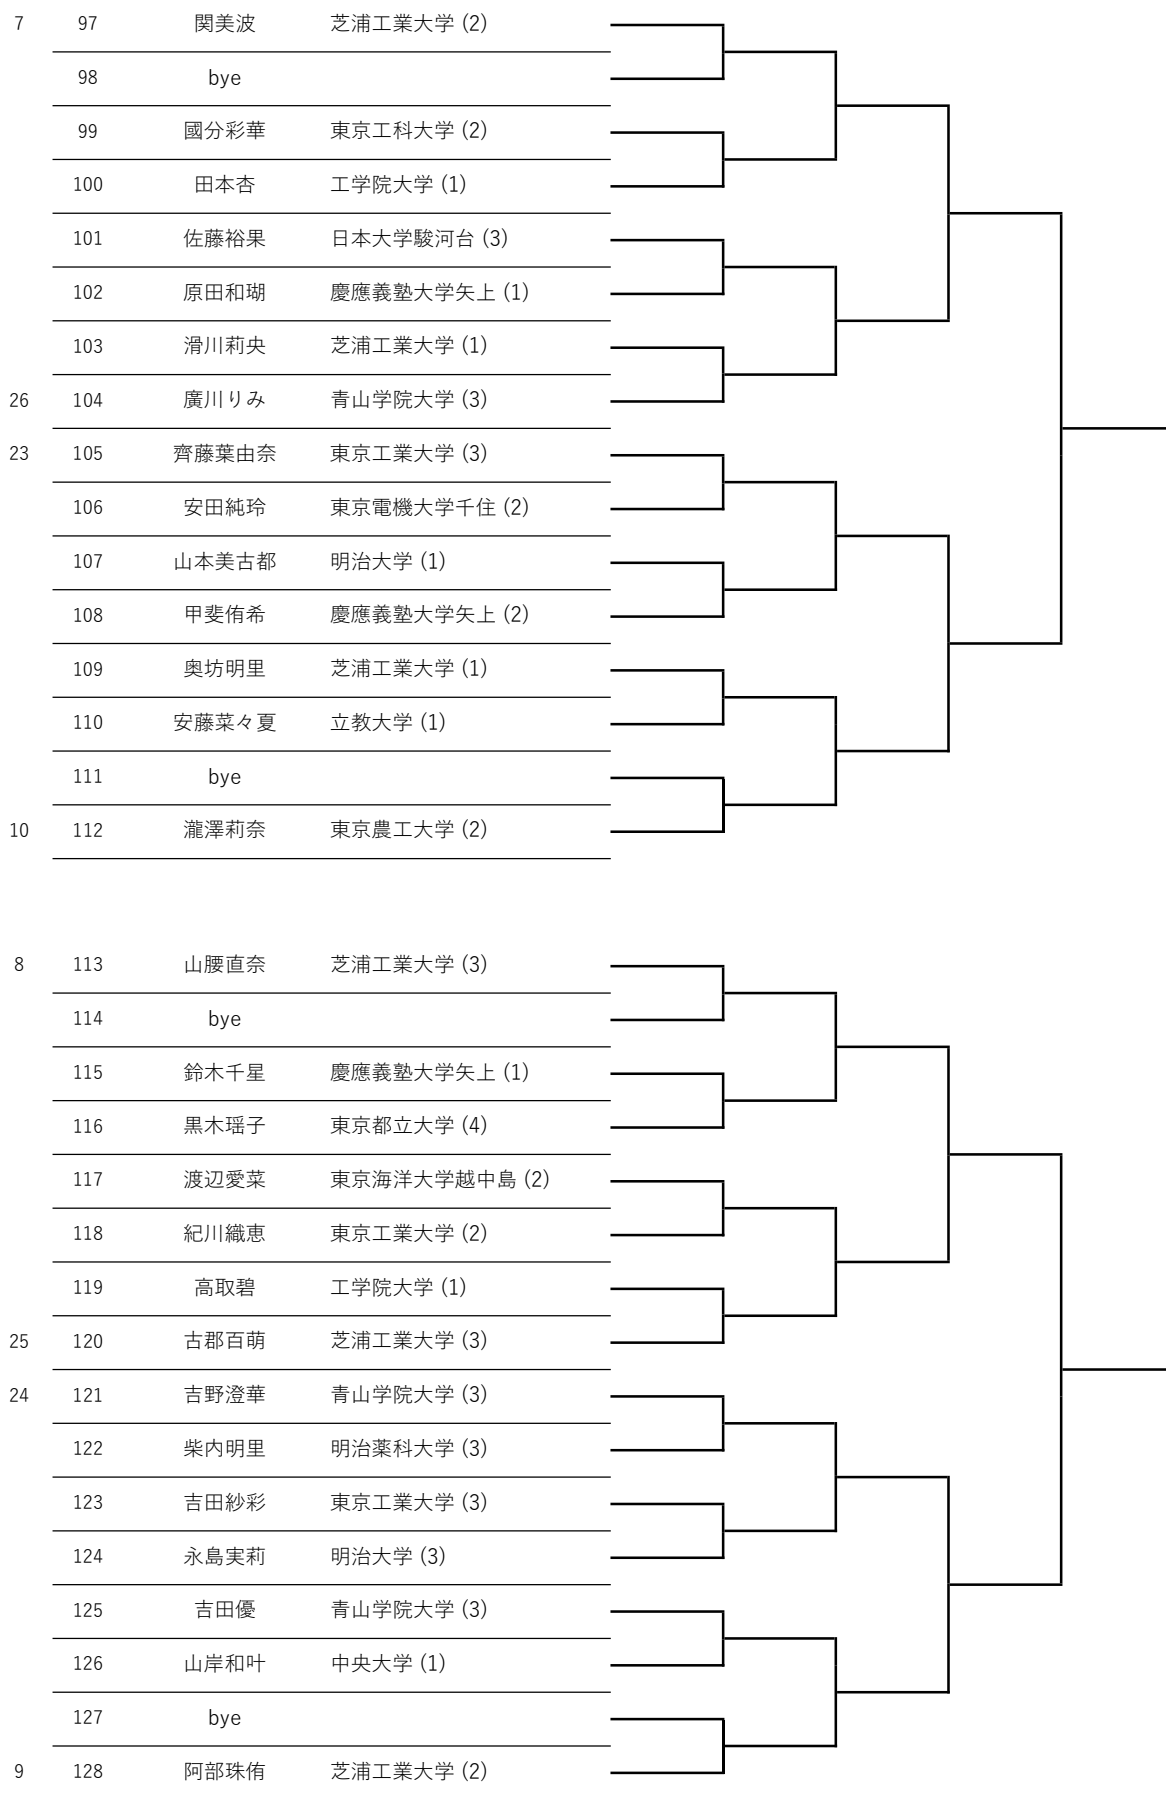 7 97 関美波 芝浦工業大学 (2)
98 bye
99 國分彩華 東京工科大学 (2)
100 田本杏 工学院大学 (1)
101 佐藤裕果 日本大学駿河台 (3)
102 原田和瑚 慶應義塾大学矢上 (1)
103 滑川莉央 芝浦工業大学 (1)
26 104 廣川りみ 青山学院大学 (3)
23 105 齊藤葉由奈 東京工業大学 (3)
106 安田純玲 東京電機大学千住 (2)
107 山本美古都 明治大学 (1)
108 甲斐侑希 慶應義塾大学矢上 (2)
109 奥坊明里 芝浦工業大学 (1)
110 安藤菜々夏 立教大学 (1)
111 bye
10 112 瀧澤莉奈 東京農工大学 (2)
8 113 山腰直奈 芝浦工業大学 (3)
114 bye
115 鈴木千星 慶應義塾大学矢上 (1)
116 黒木瑶子 東京都立大学 (4)
117 渡辺愛菜 東京海洋大学越中島 (2)
118 紀川織恵 東京工業大学 (2)
119 高取碧 工学院大学 (1)
25 120 古郡百萌 芝浦工業大学 (3)
24 121 吉野澄華 青山学院大学 (3)
122 柴内明里 明治薬科大学 (3)
123 吉田紗彩 東京工業大学 (3)
124 永島実莉 明治大学 (3)
125 吉田優 青山学院大学 (3)
126 山岸和叶 中央大学 (1)
127 bye
9 128 阿部珠侑 芝浦工業大学 (2)